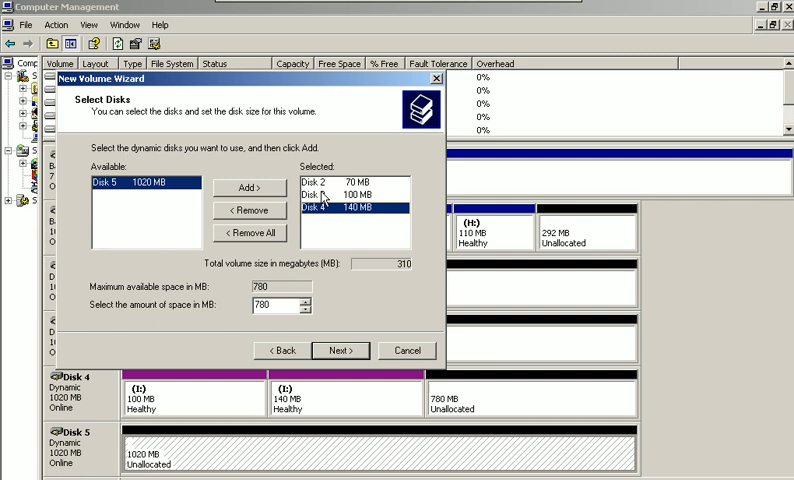 Computer Management
File Action View Window Help
Comp Volume Layout Type File System Status Capacity Free Space % Free Fault Tolerance Overhead
0%
0%
0%
0%
0%
New Volume Wizard
Select Disks
You can select the disks and set the disk size for this volume.
Select the dynamic disks you want to use, and then click Add.
Available:
Disk 5 1020 MB
Add >
< Remove
< Remove All
Selected:
Disk 2 70 MB
Disk 100 MB
Disk 4 140 MB
Total volume size in megabytes (MB): 310
Maximum available space in MB: 780
Select the amount of space in MB: 780
< Back Next > Cancel
(H:)
110 MB
Healthy
292 MB
Unallocated
Disk 4
Dynamic
1020 MB
Online
(I:)
100 MB
Healthy
(I:)
140 MB
Healthy
780 MB
Unallocated
Disk 5
Dynamic
1020 MB
Online
1020 MB
Unallocated